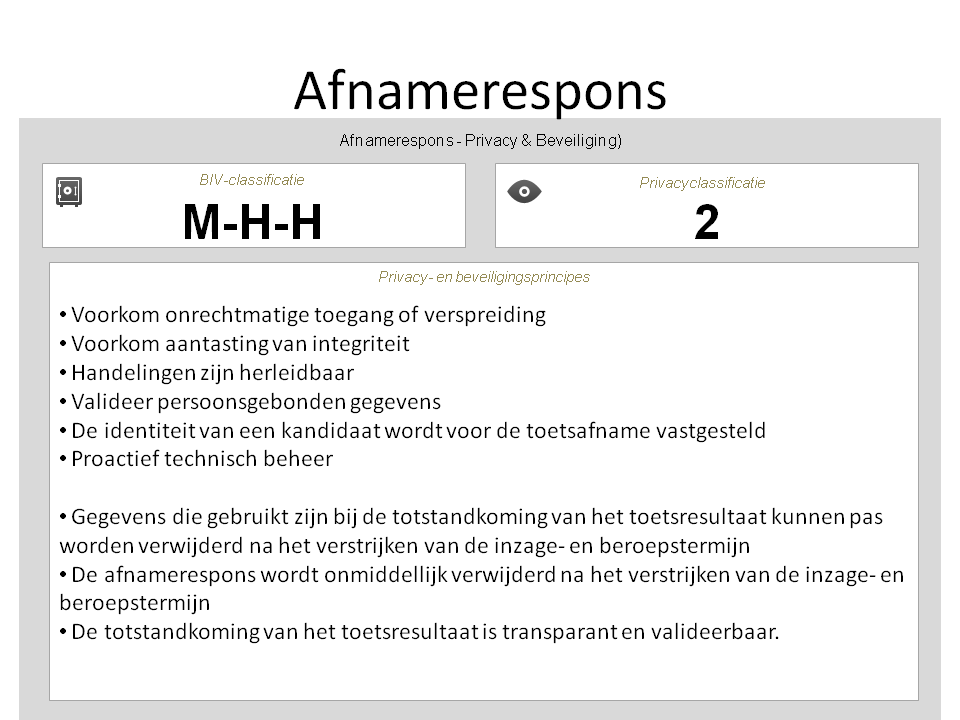 Afnamerespons
Afnamerespons - Privacy & Beveiliging)
BIV-classificatie
M-H-H
Privacyclassificatie
2
Privacy- en beveiligingsprincipes
• Voorkom onrechtmatige toegang of verspreiding
• Voorkom aantasting van integriteit
• Handelingen zijn herleidbaar
• Valideer persoonsgebonden gegevens
• De identiteit van een kandidaat wordt voor de toetsafname vastgesteld
• Proactief technisch beheer
• Gegevens die gebruikt zijn bij de totstandkoming van het toetsresultaat kunnen pas
worden verwijderd na het verstrijken van de inzage- en beroepstermijn
• De afnamerespons wordt onmiddellijk verwijderd na het verstrijken van de inzage- en
beroepstermijn
• De totstandkoming van het toetsresultaat is transparant en valideerbaar.